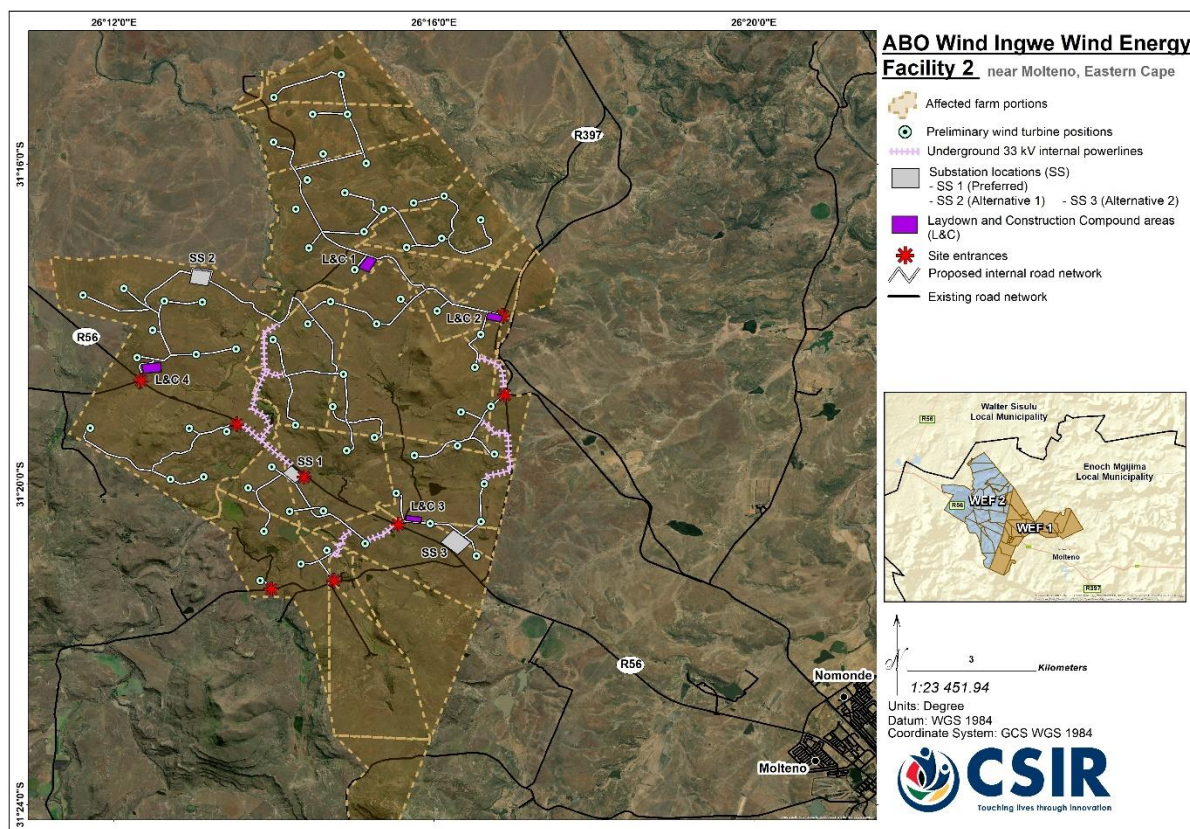 26°12'0"E
26°16'0"E
26°20'0"E
31°16'0"S
31°20'0"S
31°24'0"S
R397
L&C 1
SS 2
L&C 2
R56
L&C 4
SS 1
L&C 3
SS 3
R56
Nomonde
Molteno
ABO Wind Ingwe Wind Energy
Facility 2 near Molteno, Eastern Cape
Affected farm portions
Preliminary wind turbine positions
Underground 33 kV internal powerlines
Substation locations (SS)
- SS 1 (Preferred)
- SS 2 (Alternative 1) - SS 3 (Alternative 2)
Laydown and Construction Compound areas
(L&C)
Site entrances
Proposed internal road network
Existing road network
R56
Walter Sisulu
Local Municipality
Enoch Mgijima
Local Municipality
WEF 2
R56
WEF 1
Molteno
R397
N
3
Kilometers
1:23 451.94
Units: Degree
Datum: WGS 1984
Coordinate System: GCS WGS 1984
CSIR
Touching lives through innovation